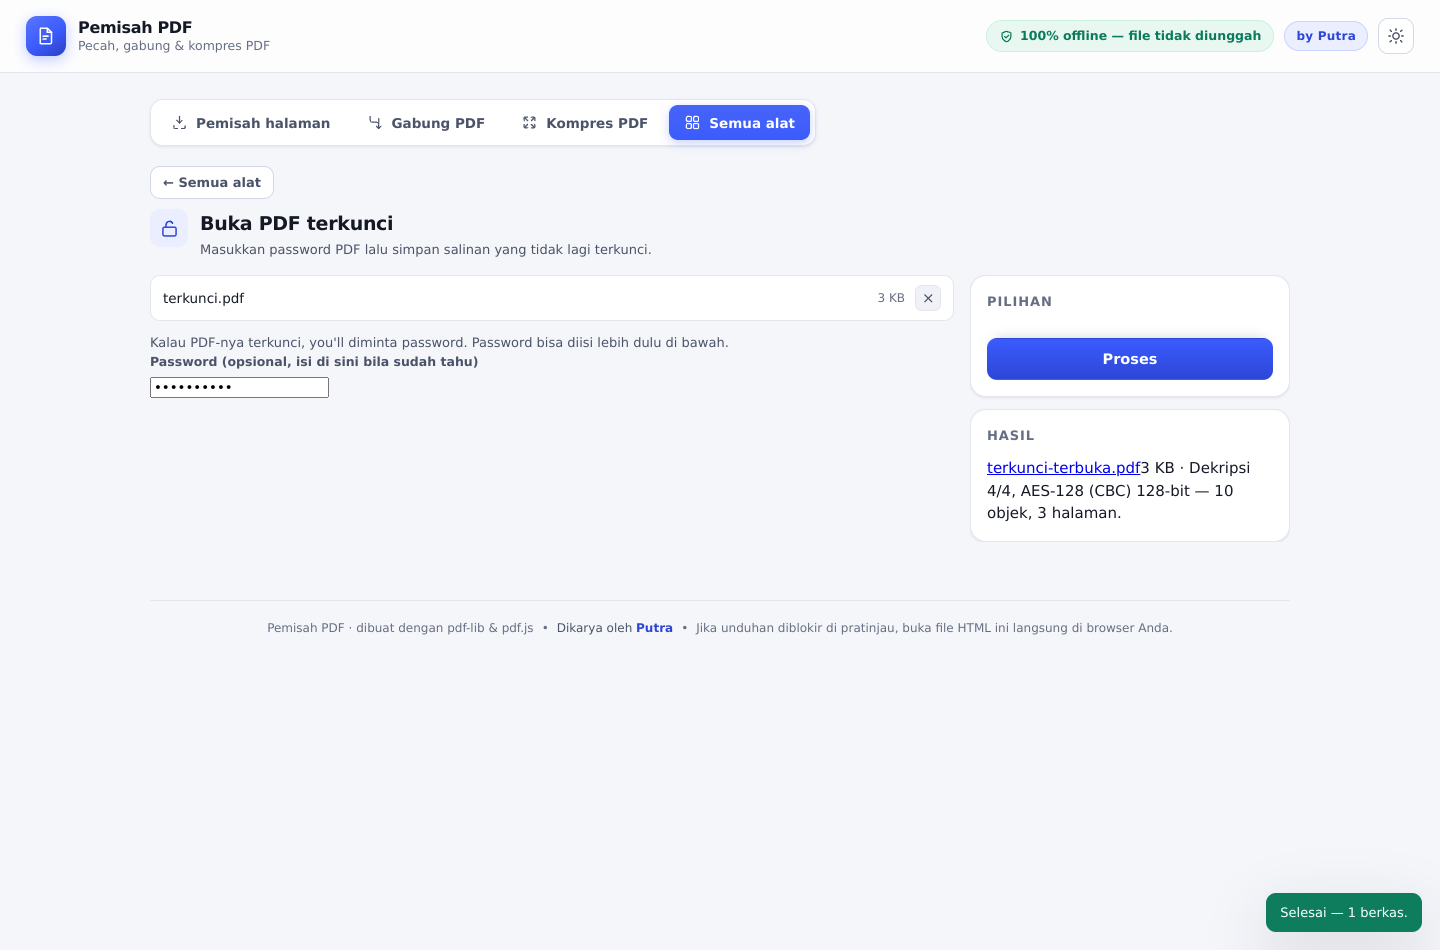 Pemisah PDF
Pecah, gabung & kompres PDF
100% offline — file tidak diunggah
by Putra
Pemisah halaman
Gabung PDF
Kompres PDF
Semua alat
← Semua alat
Buka PDF terkunci
Masukkan password PDF lalu simpan salinan yang tidak lagi terkunci.
terkunci.pdf
3 KB
Kalau PDF-nya terkunci, you'll diminta password. Password bisa diisi lebih dulu di bawah.
Password (opsional, isi di sini bila sudah tahu)
••••••••••
PILIHAN
Proses
HASIL
terkunci-terbuka.pdf3 KB · Dekripsi
4/4, AES-128 (CBC) 128-bit — 10
objek, 3 halaman.
Pemisah PDF · dibuat dengan pdf-lib & pdf.js • Dikarya oleh Putra • Jika unduhan diblokir di pratinjau, buka file HTML ini langsung di browser Anda.
Selesai — 1 berkas.